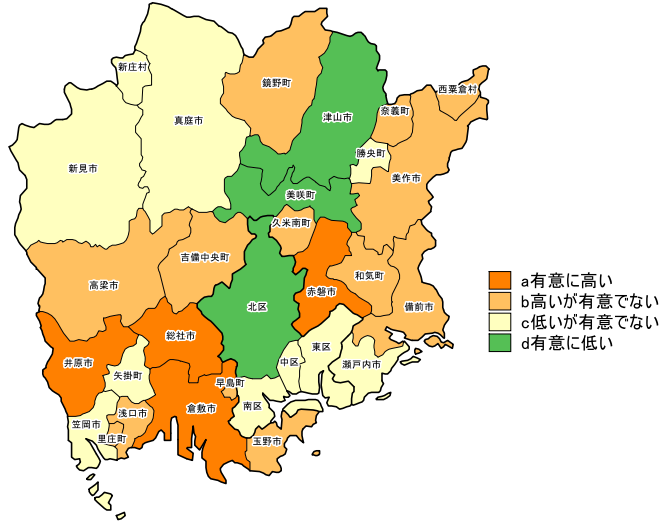 新庄村
鏡野町
西粟倉村
奈義町
津山市
真庭市
勝央町
新見市
美作市
美咲町
久米南町
吉備中央町
和気町
高梁市
赤磐市
北区
備前市
総社市
東区
中区
井原市
瀬戸内市
矢掛町
早島町
南区
倉敷市
浅口市
笠岡市
里庄町
玉野市
a有意に高い
b高いが有意でない
c低いが有意でない
d有意に低い